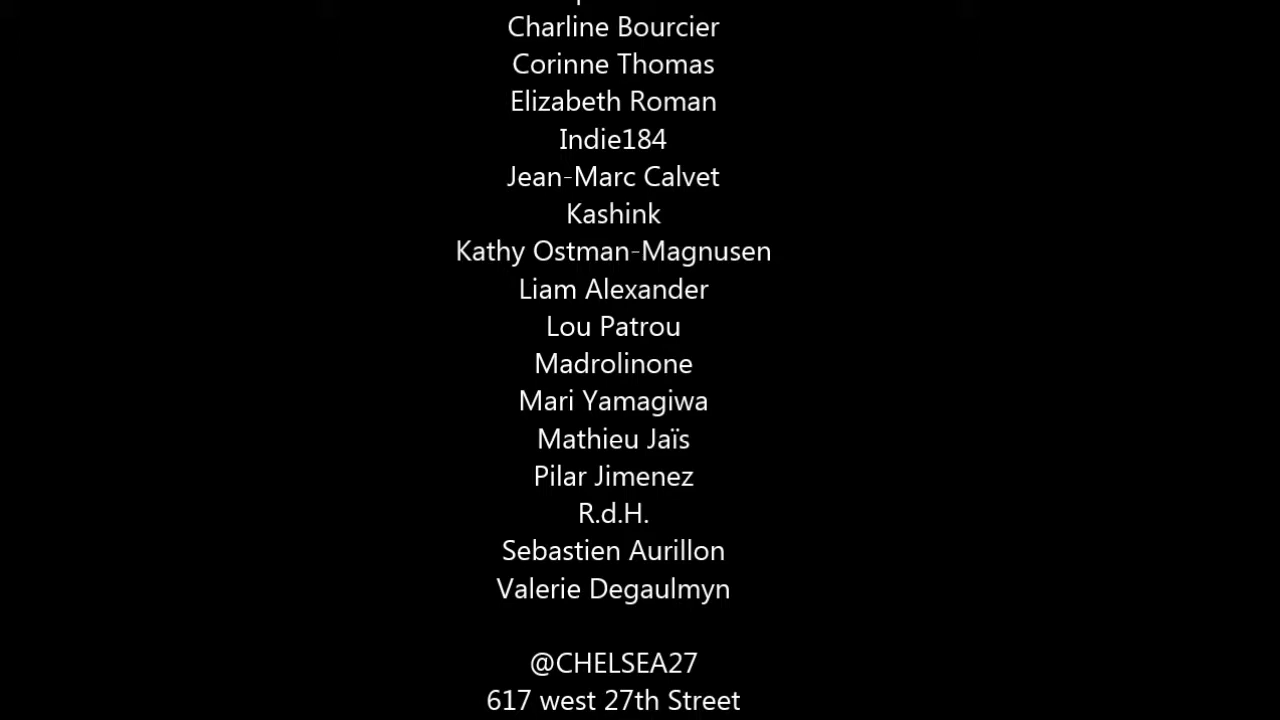 Charline Bourcier
Corinne Thomas
Elizabeth Roman
Indie184
Jean-Marc Calvet
Kashink
Kathy Ostman-Magnusen
Liam Alexander
Lou Patrou
Madrolinone
Mari Yamagiwa
Mathieu Jaïs
Pilar Jimenez
R.d.H.
Sebastien Aurillon
Valerie Degaulmyn
@CHELSEA27
617 west 27th Street